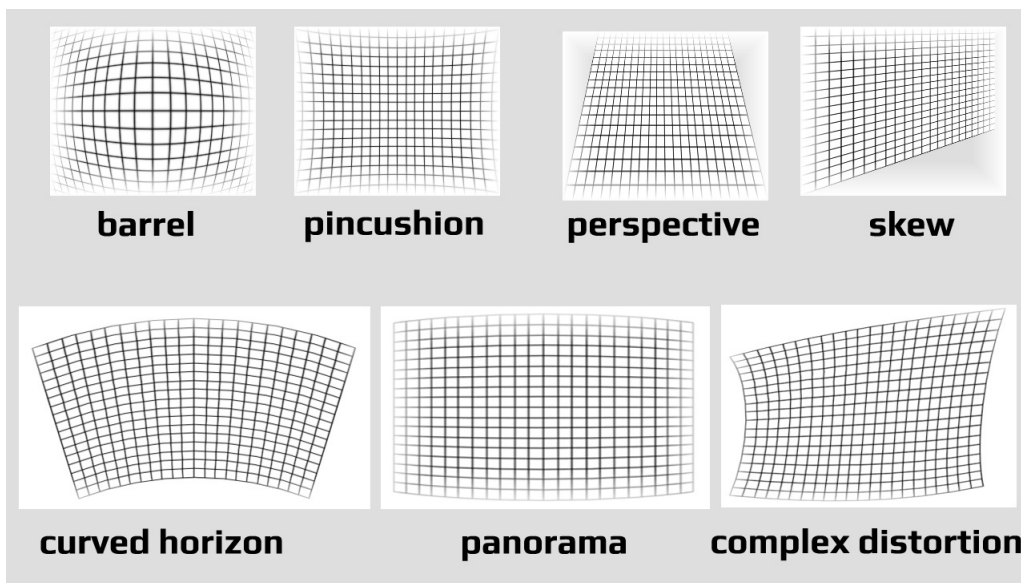 barrel
pincushion
perspective
skew
curved horizon
panorama
complex distortion